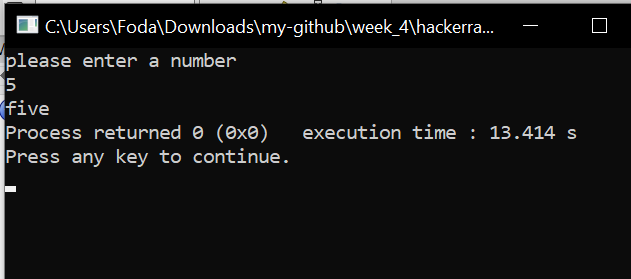 C:\Users\Foda\Downloads\my-github\week_4\hackerra...
please enter a number
5
five
Process returned 0 (0x0)   execution time : 13.414 s
Press any key to continue.